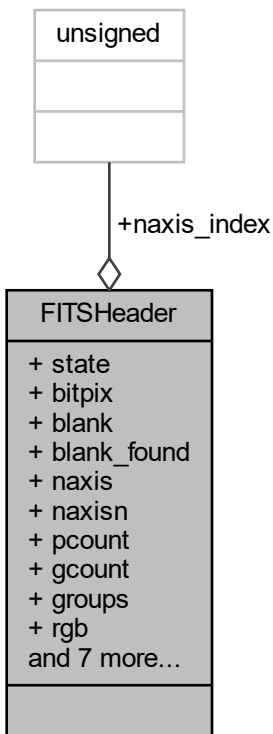 unsigned
+naxis_index
FITSHeader
+ state
+ bitpix
+ blank
+ blank_found
+ naxis
+ naxisn
+ pcount
+ gcount
+ groups
+ rgb
and 7 more...